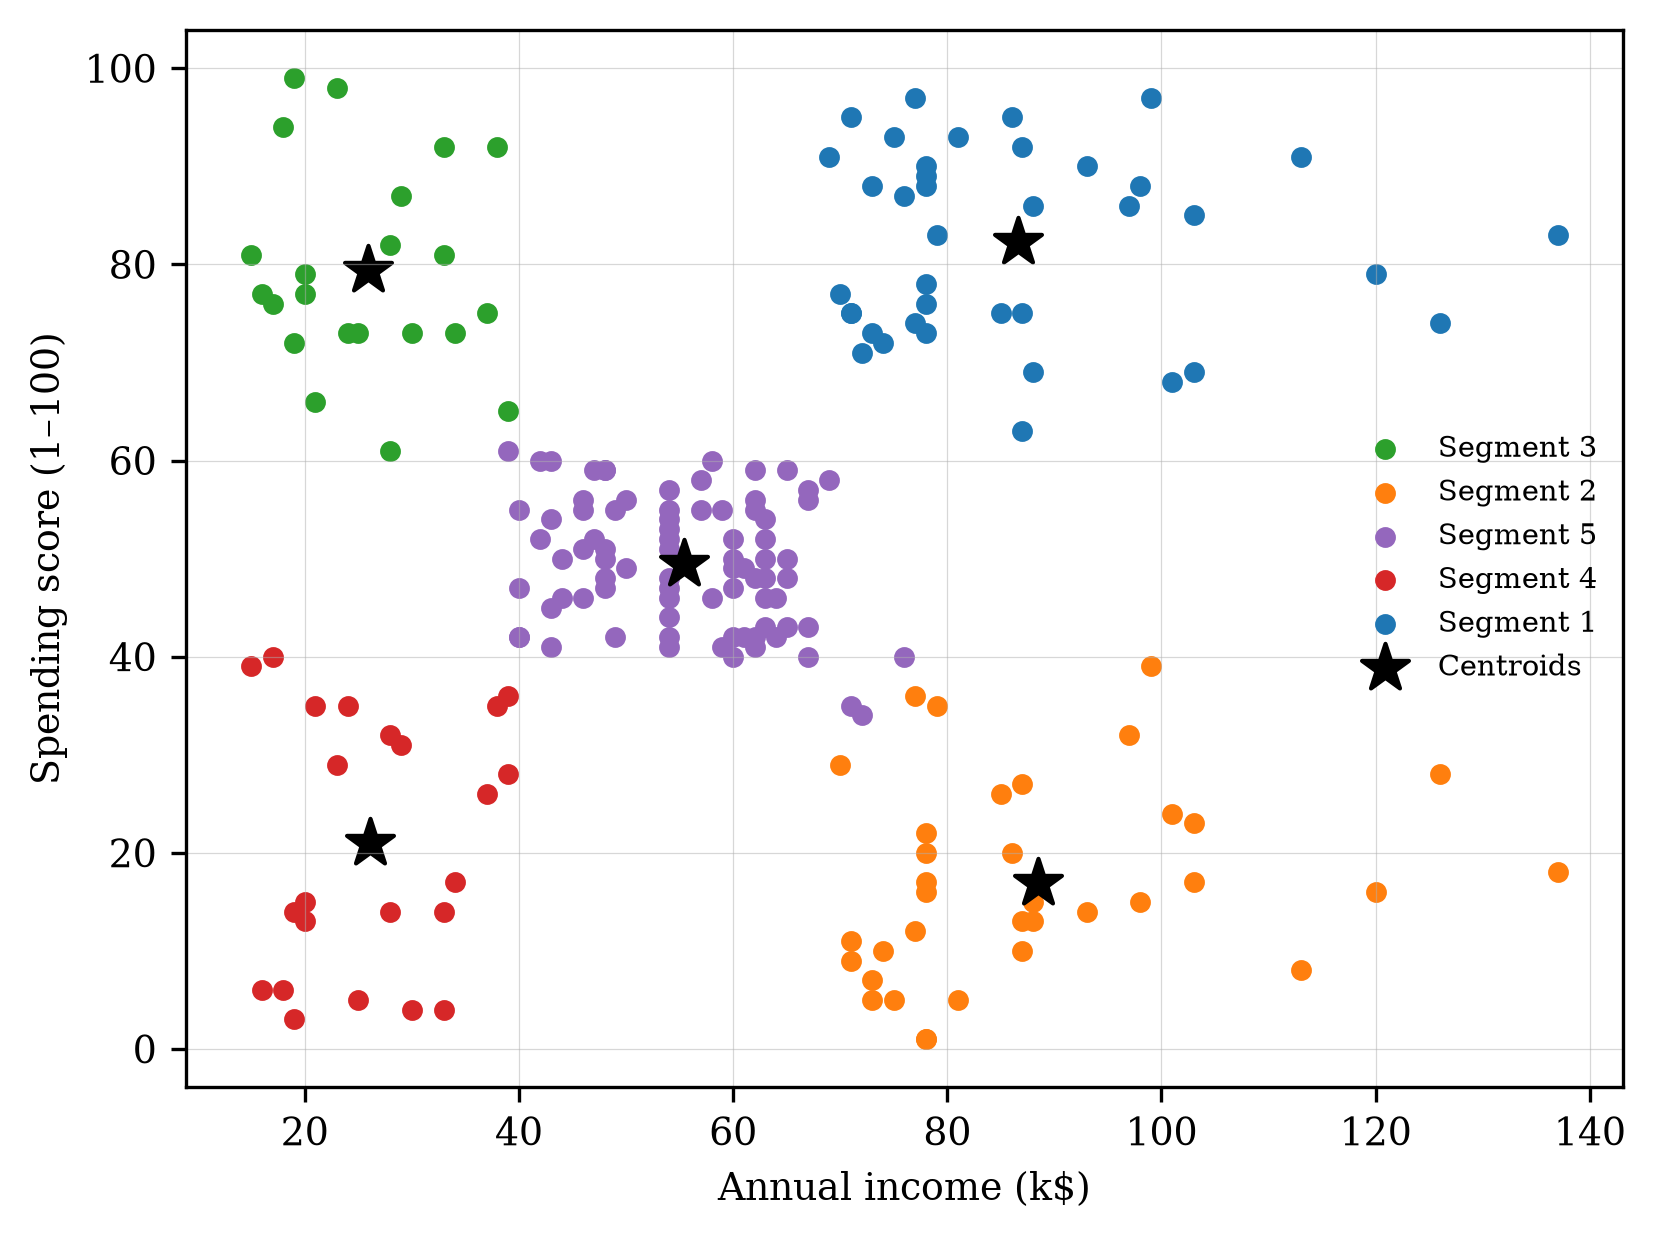 100
80
60
40
20
0
Spending score (1–100)
Segment 3
Segment 2
Segment 5
Segment 4
Segment 1
Centroids
20 40 60 80 100 120 140
Annual income (k$)